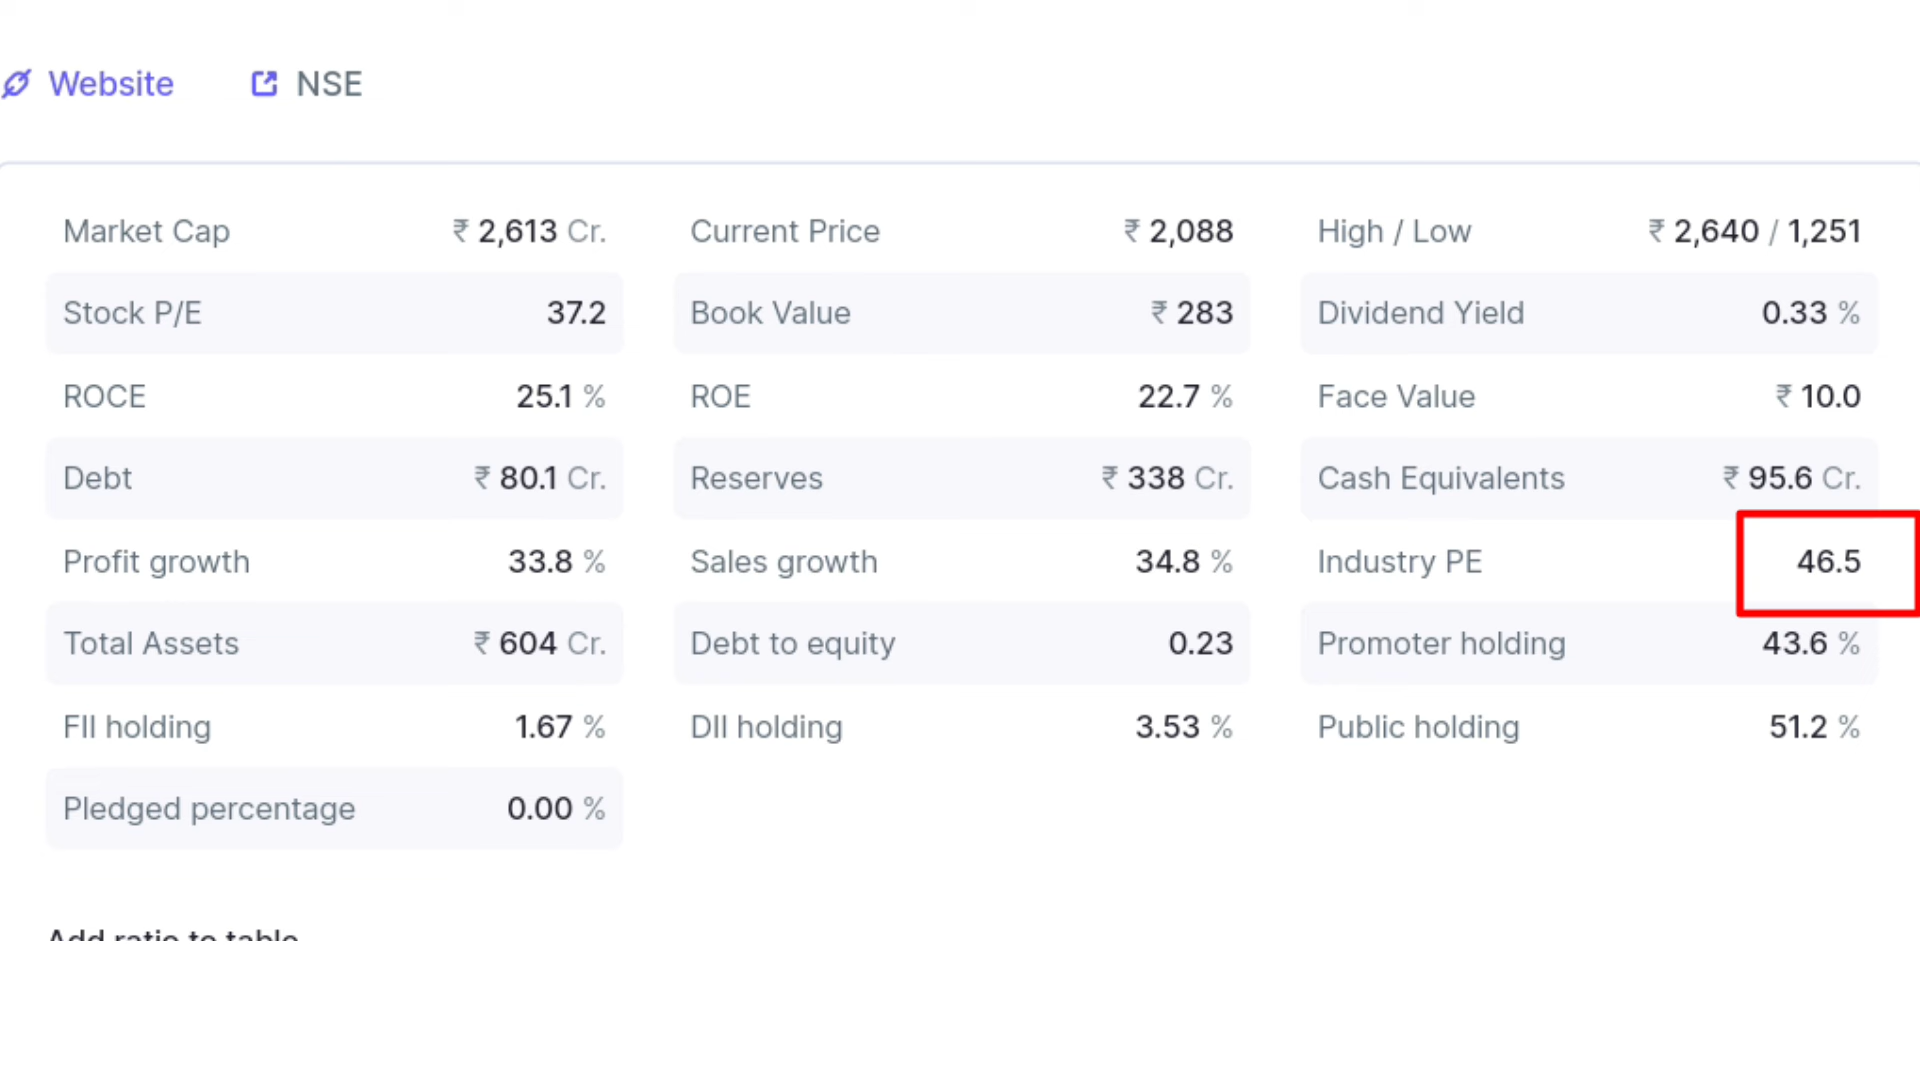 Website NSE
Market Cap ₹ 2,613 Cr. Current Price ₹ 2,088 High / Low ₹ 2,640 / 1,251
Stock P/E 37.2 Book Value ₹ 283 Dividend Yield 0.33 %
ROCE 25.1 % ROE 22.7 % Face Value ₹ 10.0
Debt ₹ 80.1 Cr. Reserves ₹ 338 Cr. Cash Equivalents ₹ 95.6 Cr.
Profit growth 33.8 % Sales growth 34.8 % Industry PE 46.5
Total Assets ₹ 604 Cr. Debt to equity 0.23 Promoter holding 43.6 %
FII holding 1.67 % DII holding 3.53 % Public holding 51.2 %
Pledged percentage 0.00 %
Add ratio to table